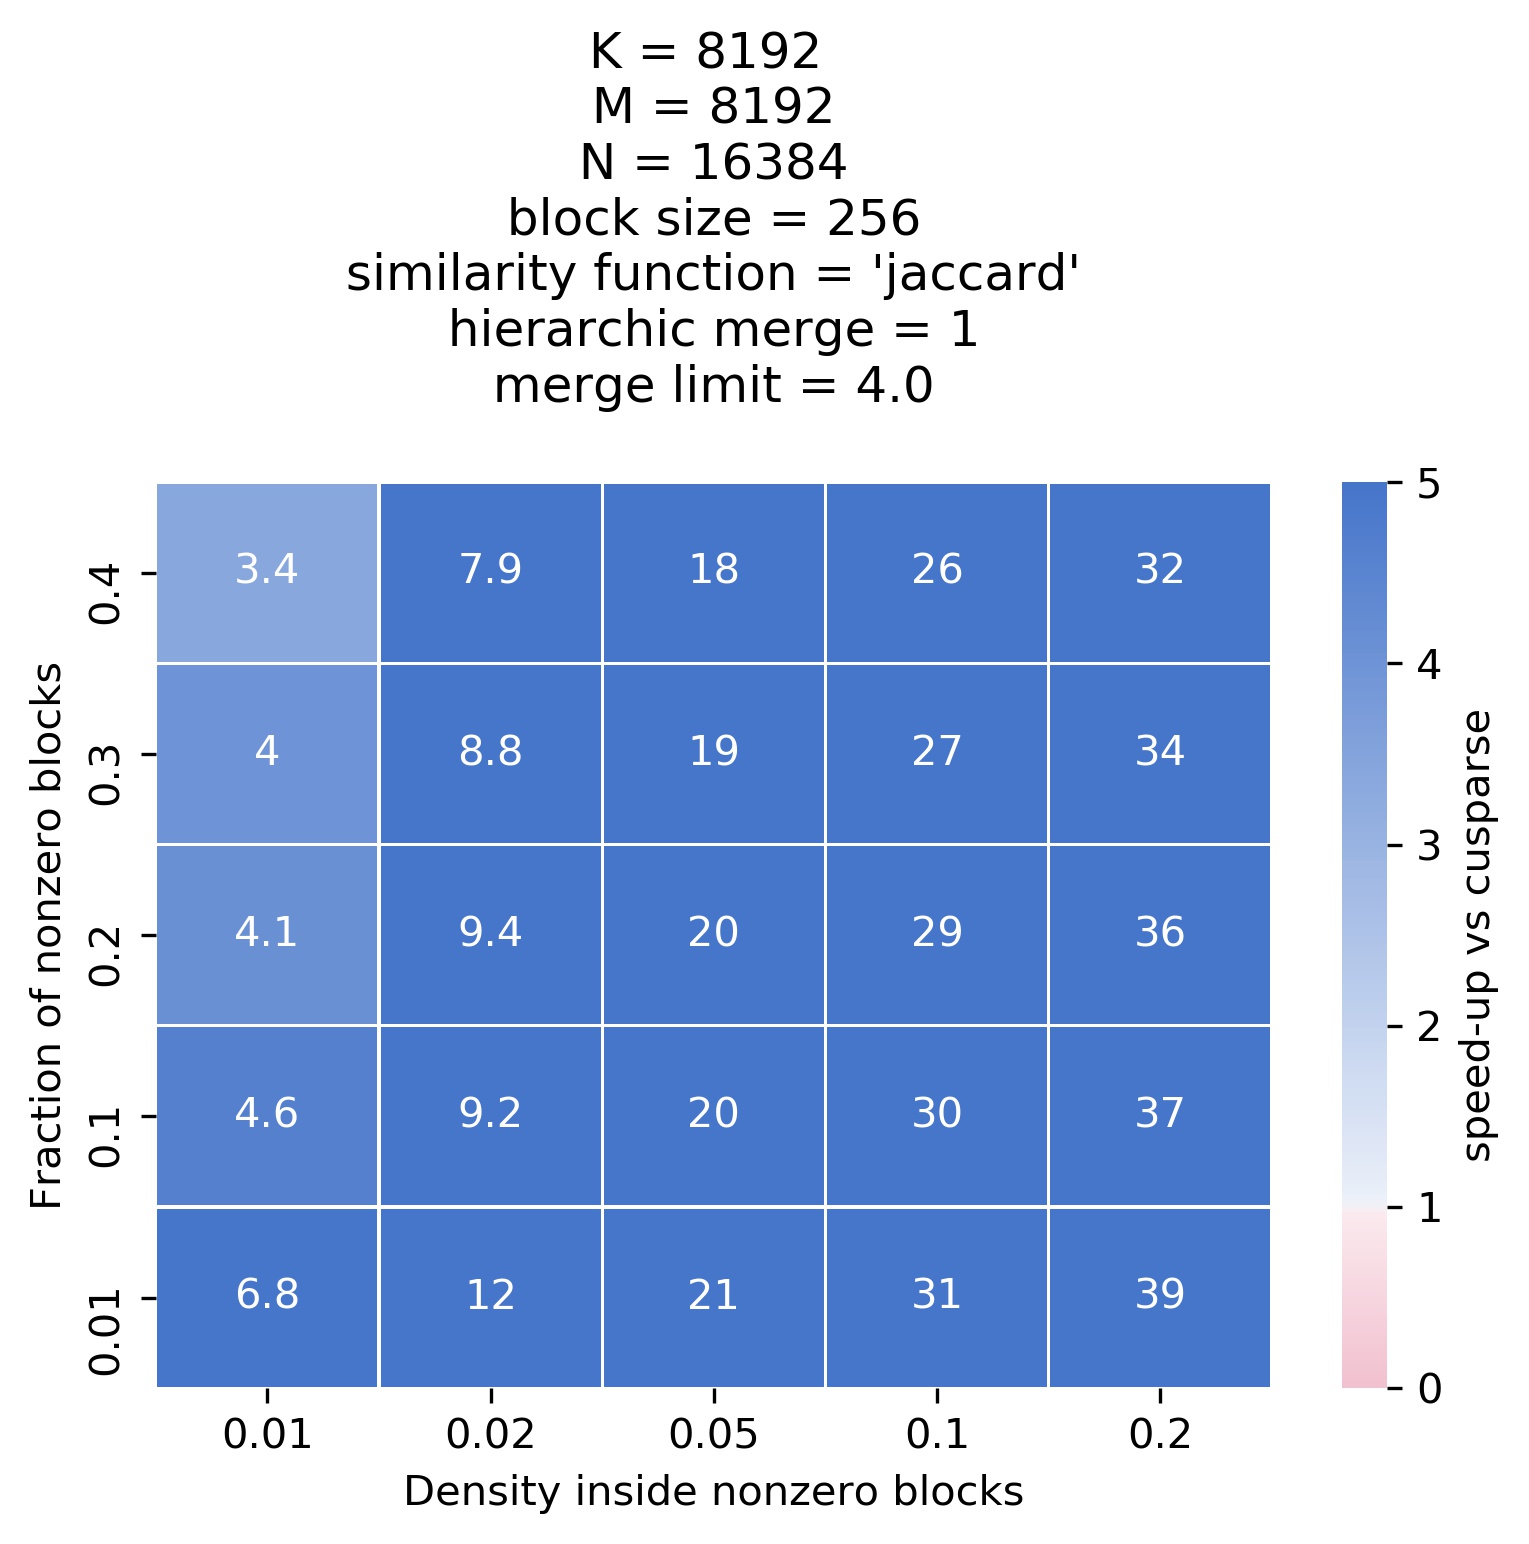 K = 8192
M = 8192
N = 16384
block size = 256
similarity function = 'jaccard'
hierarchic merge = 1
merge limit = 4.0
Fraction of nonzero blocks
0.4
3.4 7.9 18 26 32
0.3
4 8.8 19 27 34
0.2
4.1 9.4 20 29 36
0.1
4.6 9.2 20 30 37
0.01
6.8 12 21 31 39
0.01 0.02 0.05 0.1 0.2
Density inside nonzero blocks
5
4
3
2
1
0
speed-up vs cusparse